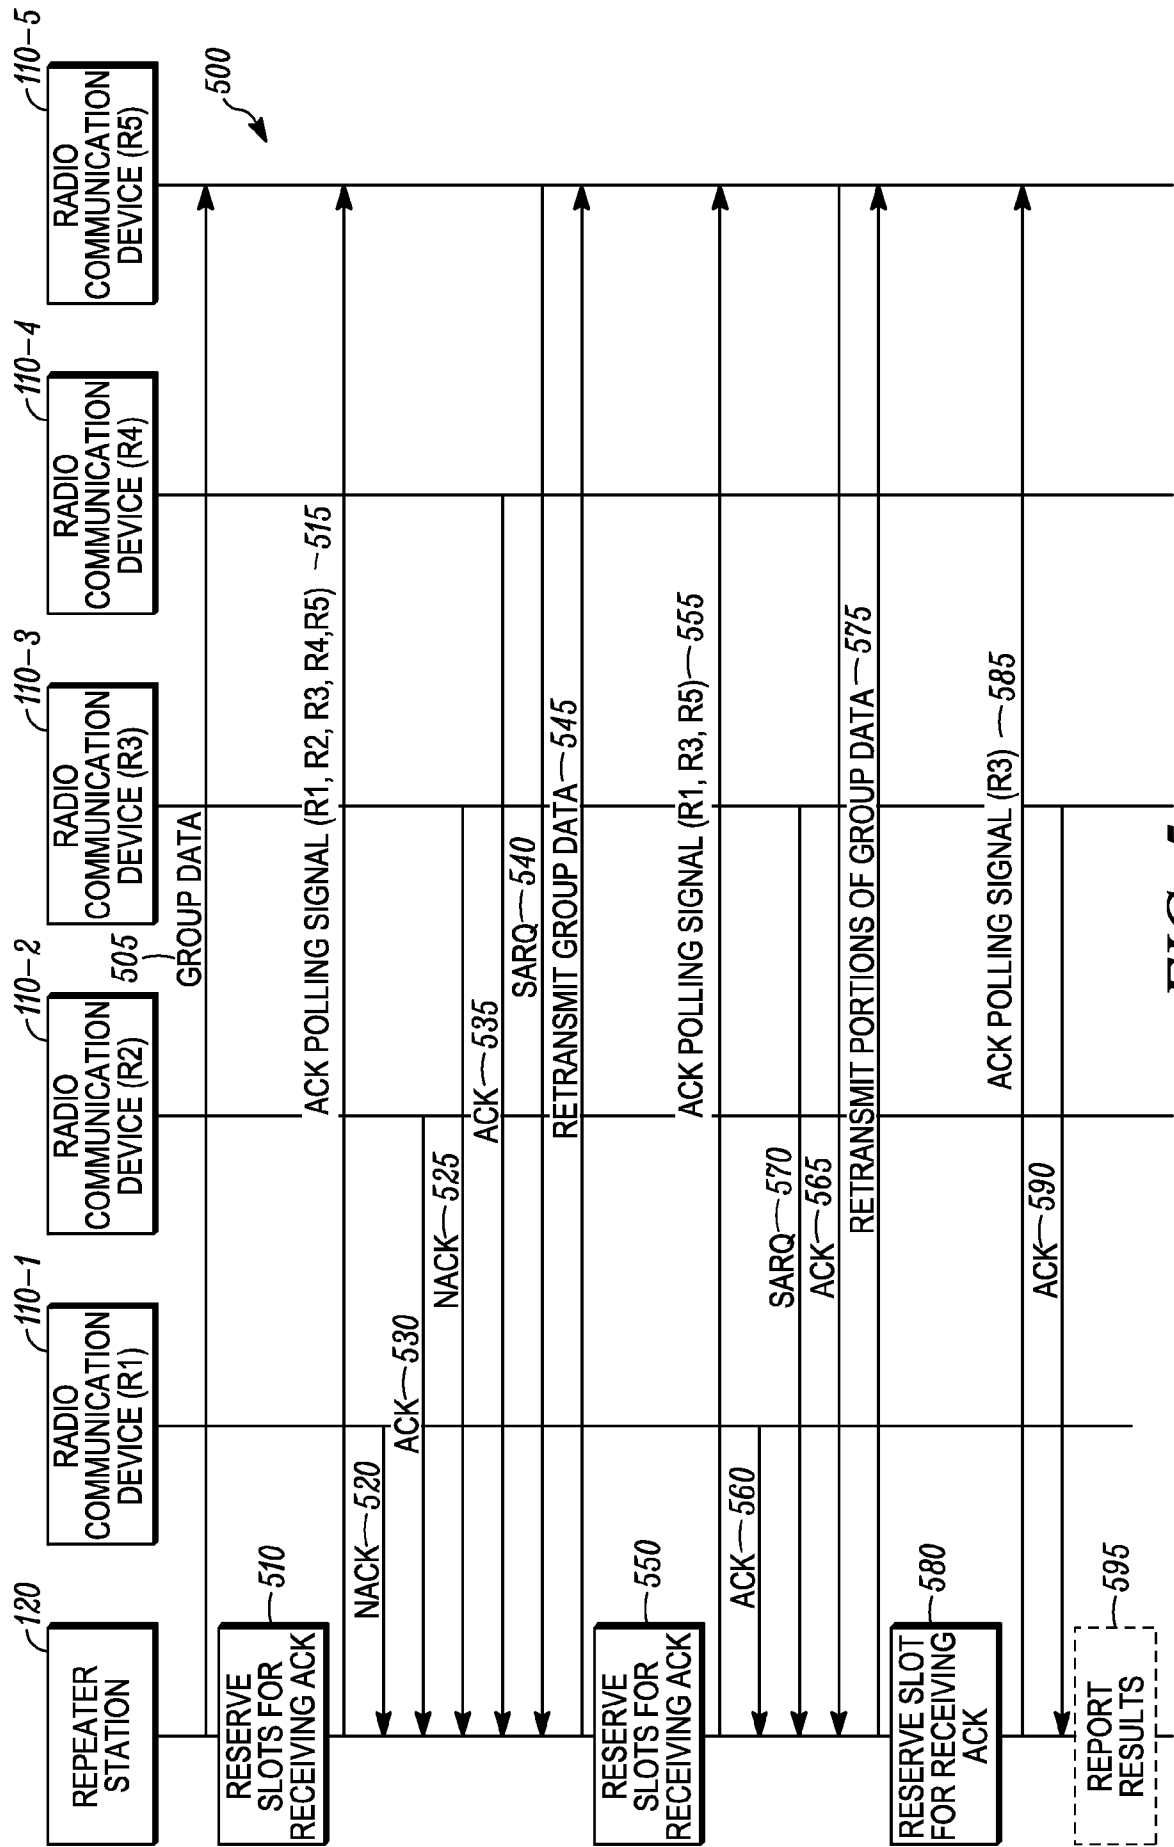 120
REPEATER
STATION
110-1
RADIO
COMMUNICATION
DEVICE (R1)
110-2
RADIO
COMMUNICATION
DEVICE (R2)
110-3
RADIO
COMMUNICATION
DEVICE (R3)
110-4
RADIO
COMMUNICATION
DEVICE (R4)
110-5
RADIO
COMMUNICATION
DEVICE (R5)
500
505
GROUP DATA
RESERVE
SLOTS FOR
RECEIVING ACK
510
ACK POLLING SIGNAL (R1, R2, R3, R4,R5) 515
NACK 520
ACK 530
NACK 525
ACK 535
SARQ 540
RETRANSMIT GROUP DATA 545
RESERVE
SLOTS FOR
RECEIVING ACK
550
ACK POLLING SIGNAL (R1, R3, R5) 555
ACK 560
SARQ 570
ACK 565
RETRANSMIT PORTIONS OF GROUP DATA 575
RESERVE SLOT
FOR RECEIVING
ACK
580
ACK POLLING SIGNAL (R3) 585
ACK 590
REPORT
RESULTS
595